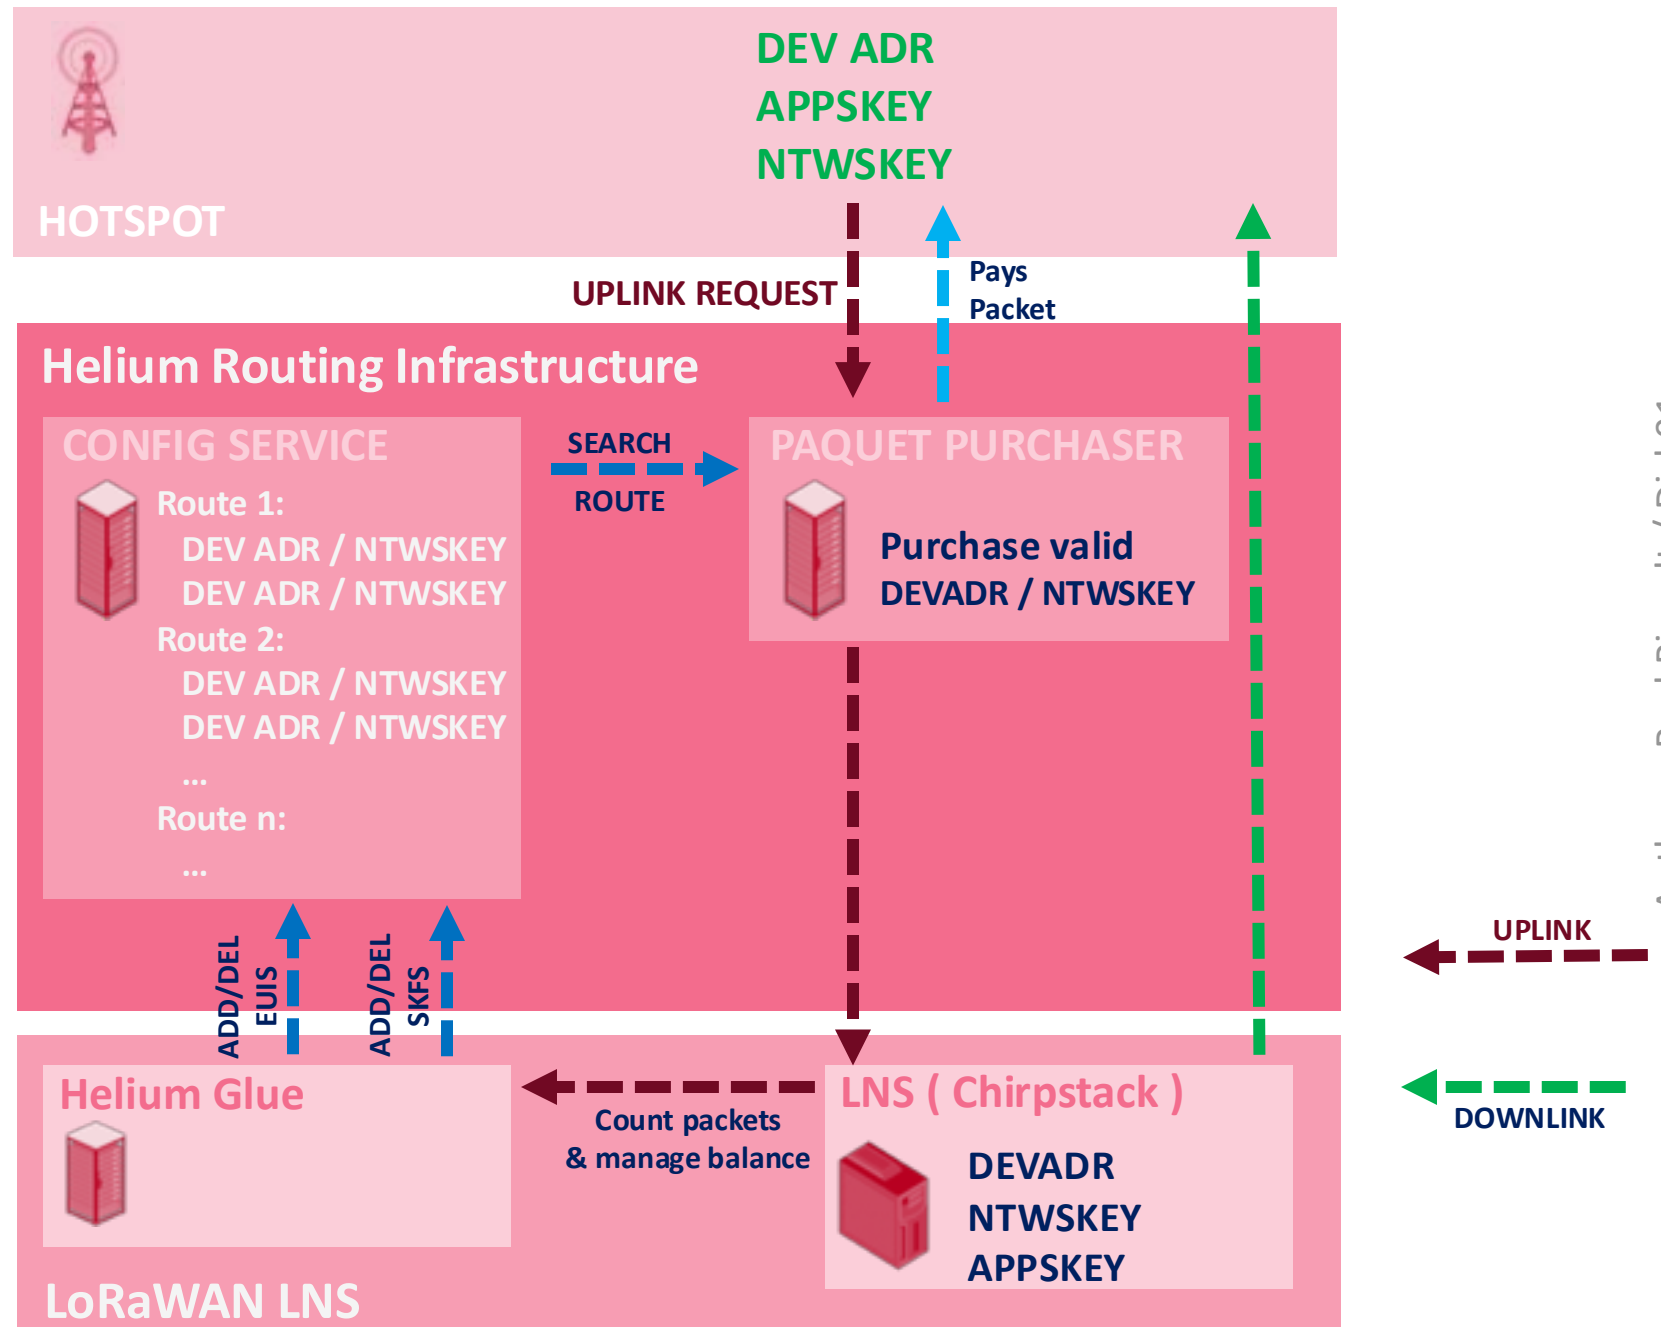 DEV ADR
APPSKEY
NTWSKEY
HOTSPOT
UPLINK REQUEST
Pays
Packet
Helium Routing Infrastructure
CONFIG SERVICE
Route 1:
DEV ADR / NTWSKEY
DEV ADR / NTWSKEY
Route 2:
DEV ADR / NTWSKEY
DEV ADR / NTWSKEY
...
Route n:
...
SEARCH
ROUTE
PAQUET PURCHASER
Purchase valid
DEVADR / NTWSKEY
ADD/DEL
EUIS
ADD/DEL
SKFS
UPLINK
DOWNLINK
Helium Glue
Count packets
& manage balance
LNS ( Chirpstack )
DEVADR
NTWSKEY
APPSKEY
LoRaWAN LNS